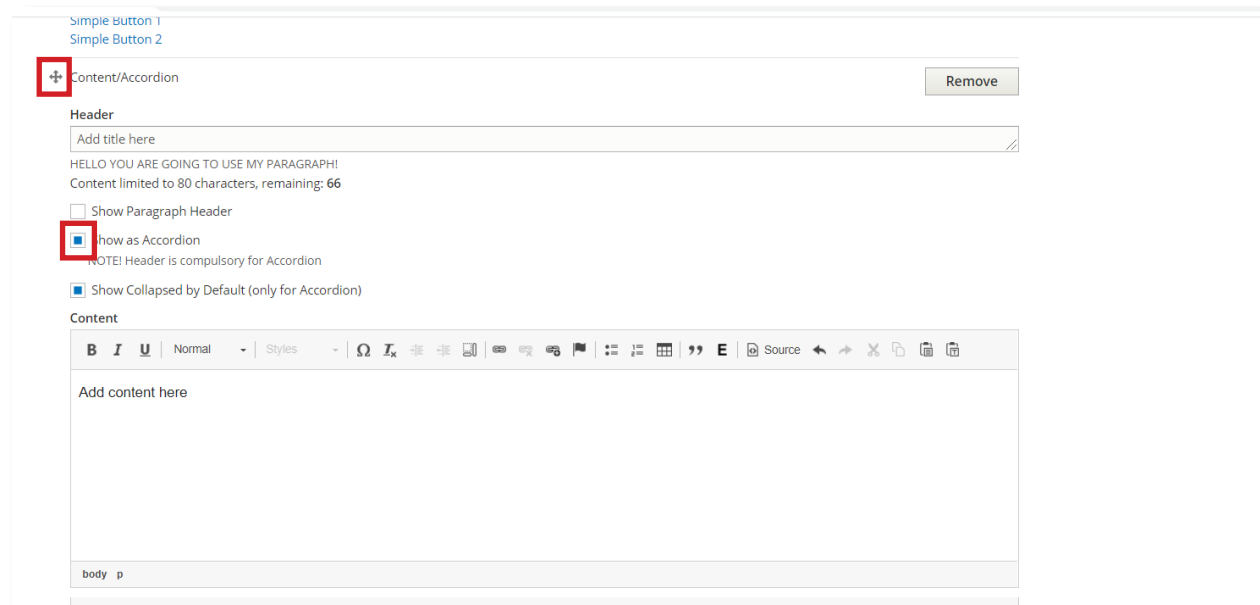 Simple Button 1
Simple Button 2
Content/Accordion
Remove
Header
Add title here
HELLO YOU ARE GOING TO USE MY PARAGRAPH!
Content limited to 80 characters, remaining: 66
Show Paragraph Header
Show as Accordion
NOTE! Header is compulsory for Accordion
Show Collapsed by Default (only for Accordion)
Content
B I U Normal Styles Ω Ix E Source
Add content here
body p